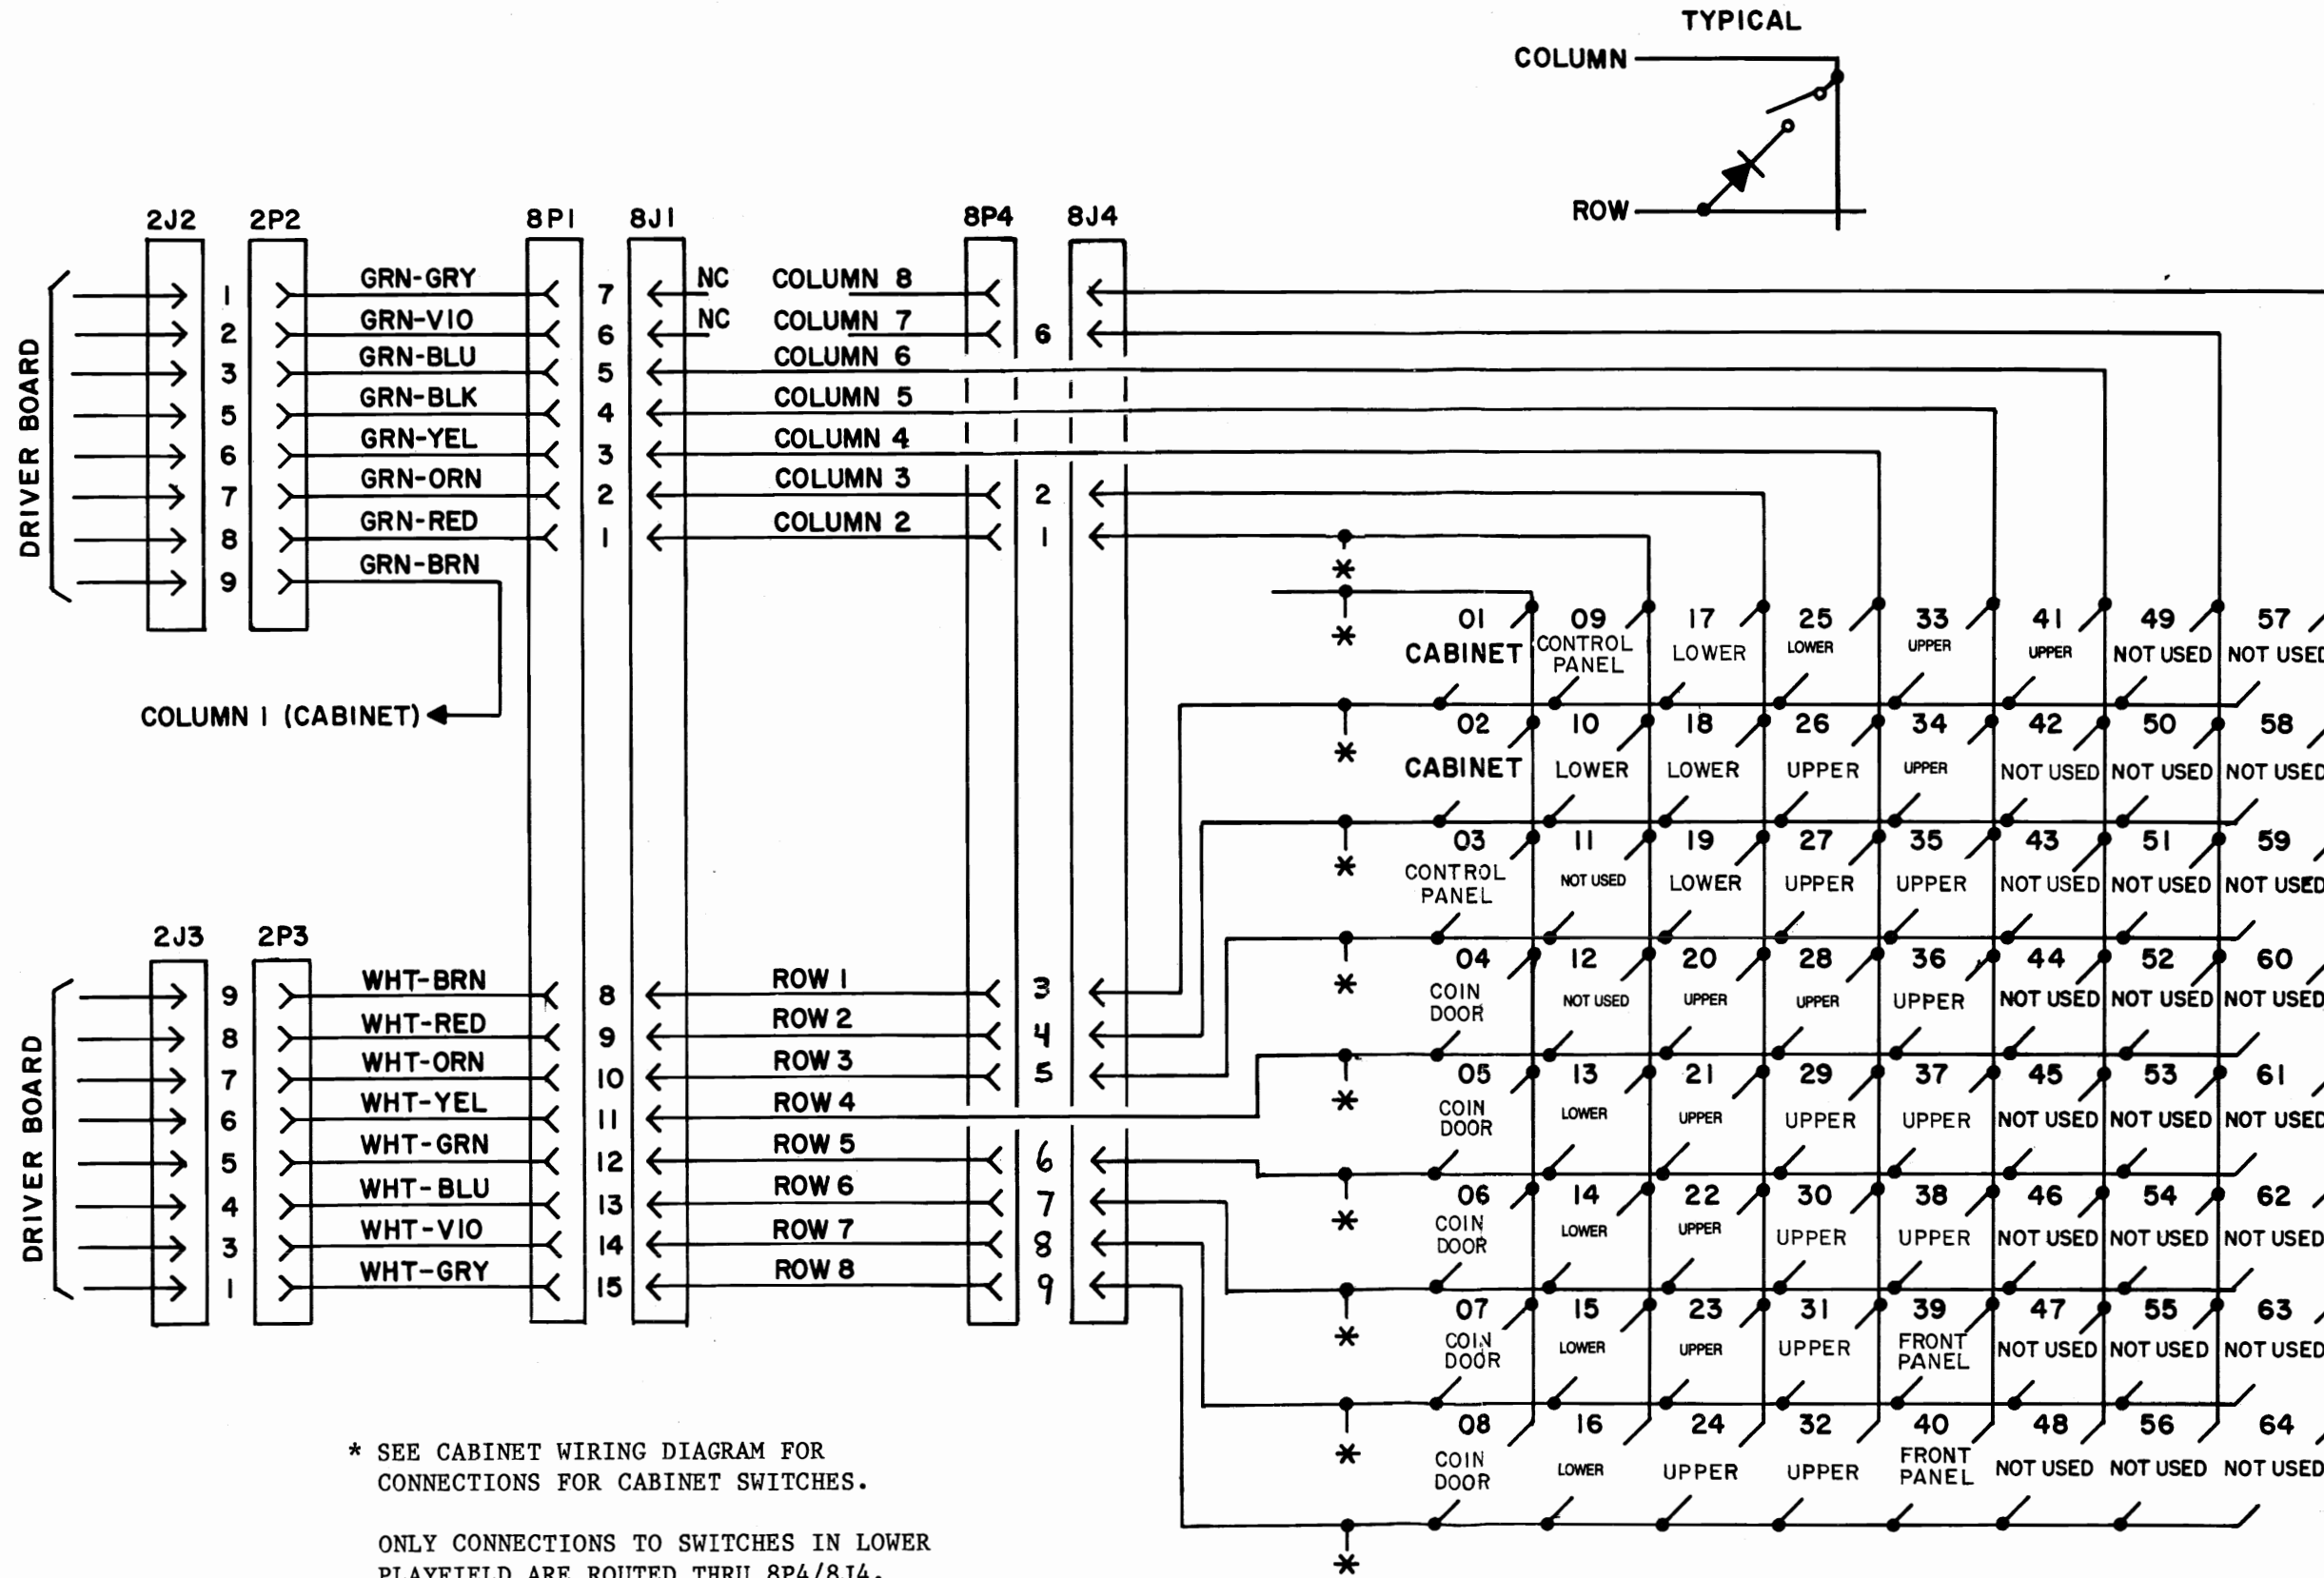 TYPICAL
COLUMN
ROW
2J2 2P2 8P1 8J1 8P4 8J4
DRIVER BOARD
1 GRN-GRY 7 NC COLUMN 8
2 GRN-VIO 6 NC COLUMN 7 6
3 GRN-BLU 5 COLUMN 6
5 GRN-BLK 4 COLUMN 5
6 GRN-YEL 3 COLUMN 4
7 GRN-ORN 2 COLUMN 3 2
8 GRN-RED 1 COLUMN 2 1
9 GRN-BRN
*
*
COLUMN 1 (CABINET)
01 09 17 25 33 41 49 57
CABINET CONTROL PANEL LOWER LOWER UPPER UPPER NOT USED NOT USED
*
02 10 18 26 34 42 50 58
CABINET LOWER LOWER UPPER UPPER NOT USED NOT USED NOT USED
*
03 11 19 27 35 43 51 59
CONTROL PANEL NOT USED LOWER UPPER UPPER NOT USED NOT USED NOT USED
*
04 12 20 28 36 44 52 60
COIN DOOR NOT USED UPPER UPPER UPPER NOT USED NOT USED NOT USED
*
05 13 21 29 37 45 53 61
COIN DOOR LOWER UPPER UPPER UPPER NOT USED NOT USED NOT USED
*
06 14 22 30 38 46 54 62
COIN DOOR LOWER UPPER UPPER UPPER NOT USED NOT USED NOT USED
*
07 15 23 31 39 47 55 63
COIN DOOR LOWER UPPER UPPER FRONT PANEL NOT USED NOT USED NOT USED
*
08 16 24 32 40 48 56 64
COIN DOOR LOWER UPPER UPPER FRONT PANEL NOT USED NOT USED NOT USED
*
2J3 2P3
DRIVER BOARD
9 WHT-BRN 8 ROW 1 3
8 WHT-RED 9 ROW 2 4
7 WHT-ORN 10 ROW 3 5
6 WHT-YEL 11 ROW 4
5 WHT-GRN 12 ROW 5 6
4 WHT-BLU 13 ROW 6 7
3 WHT-VIO 14 ROW 7 8
1 WHT-GRY 15 ROW 8 9
* SEE CABINET WIRING DIAGRAM FOR
CONNECTIONS FOR CABINET SWITCHES.
ONLY CONNECTIONS TO SWITCHES IN LOWER
PLAYFIELD ARE ROUTED THRU 8P4/8J4.